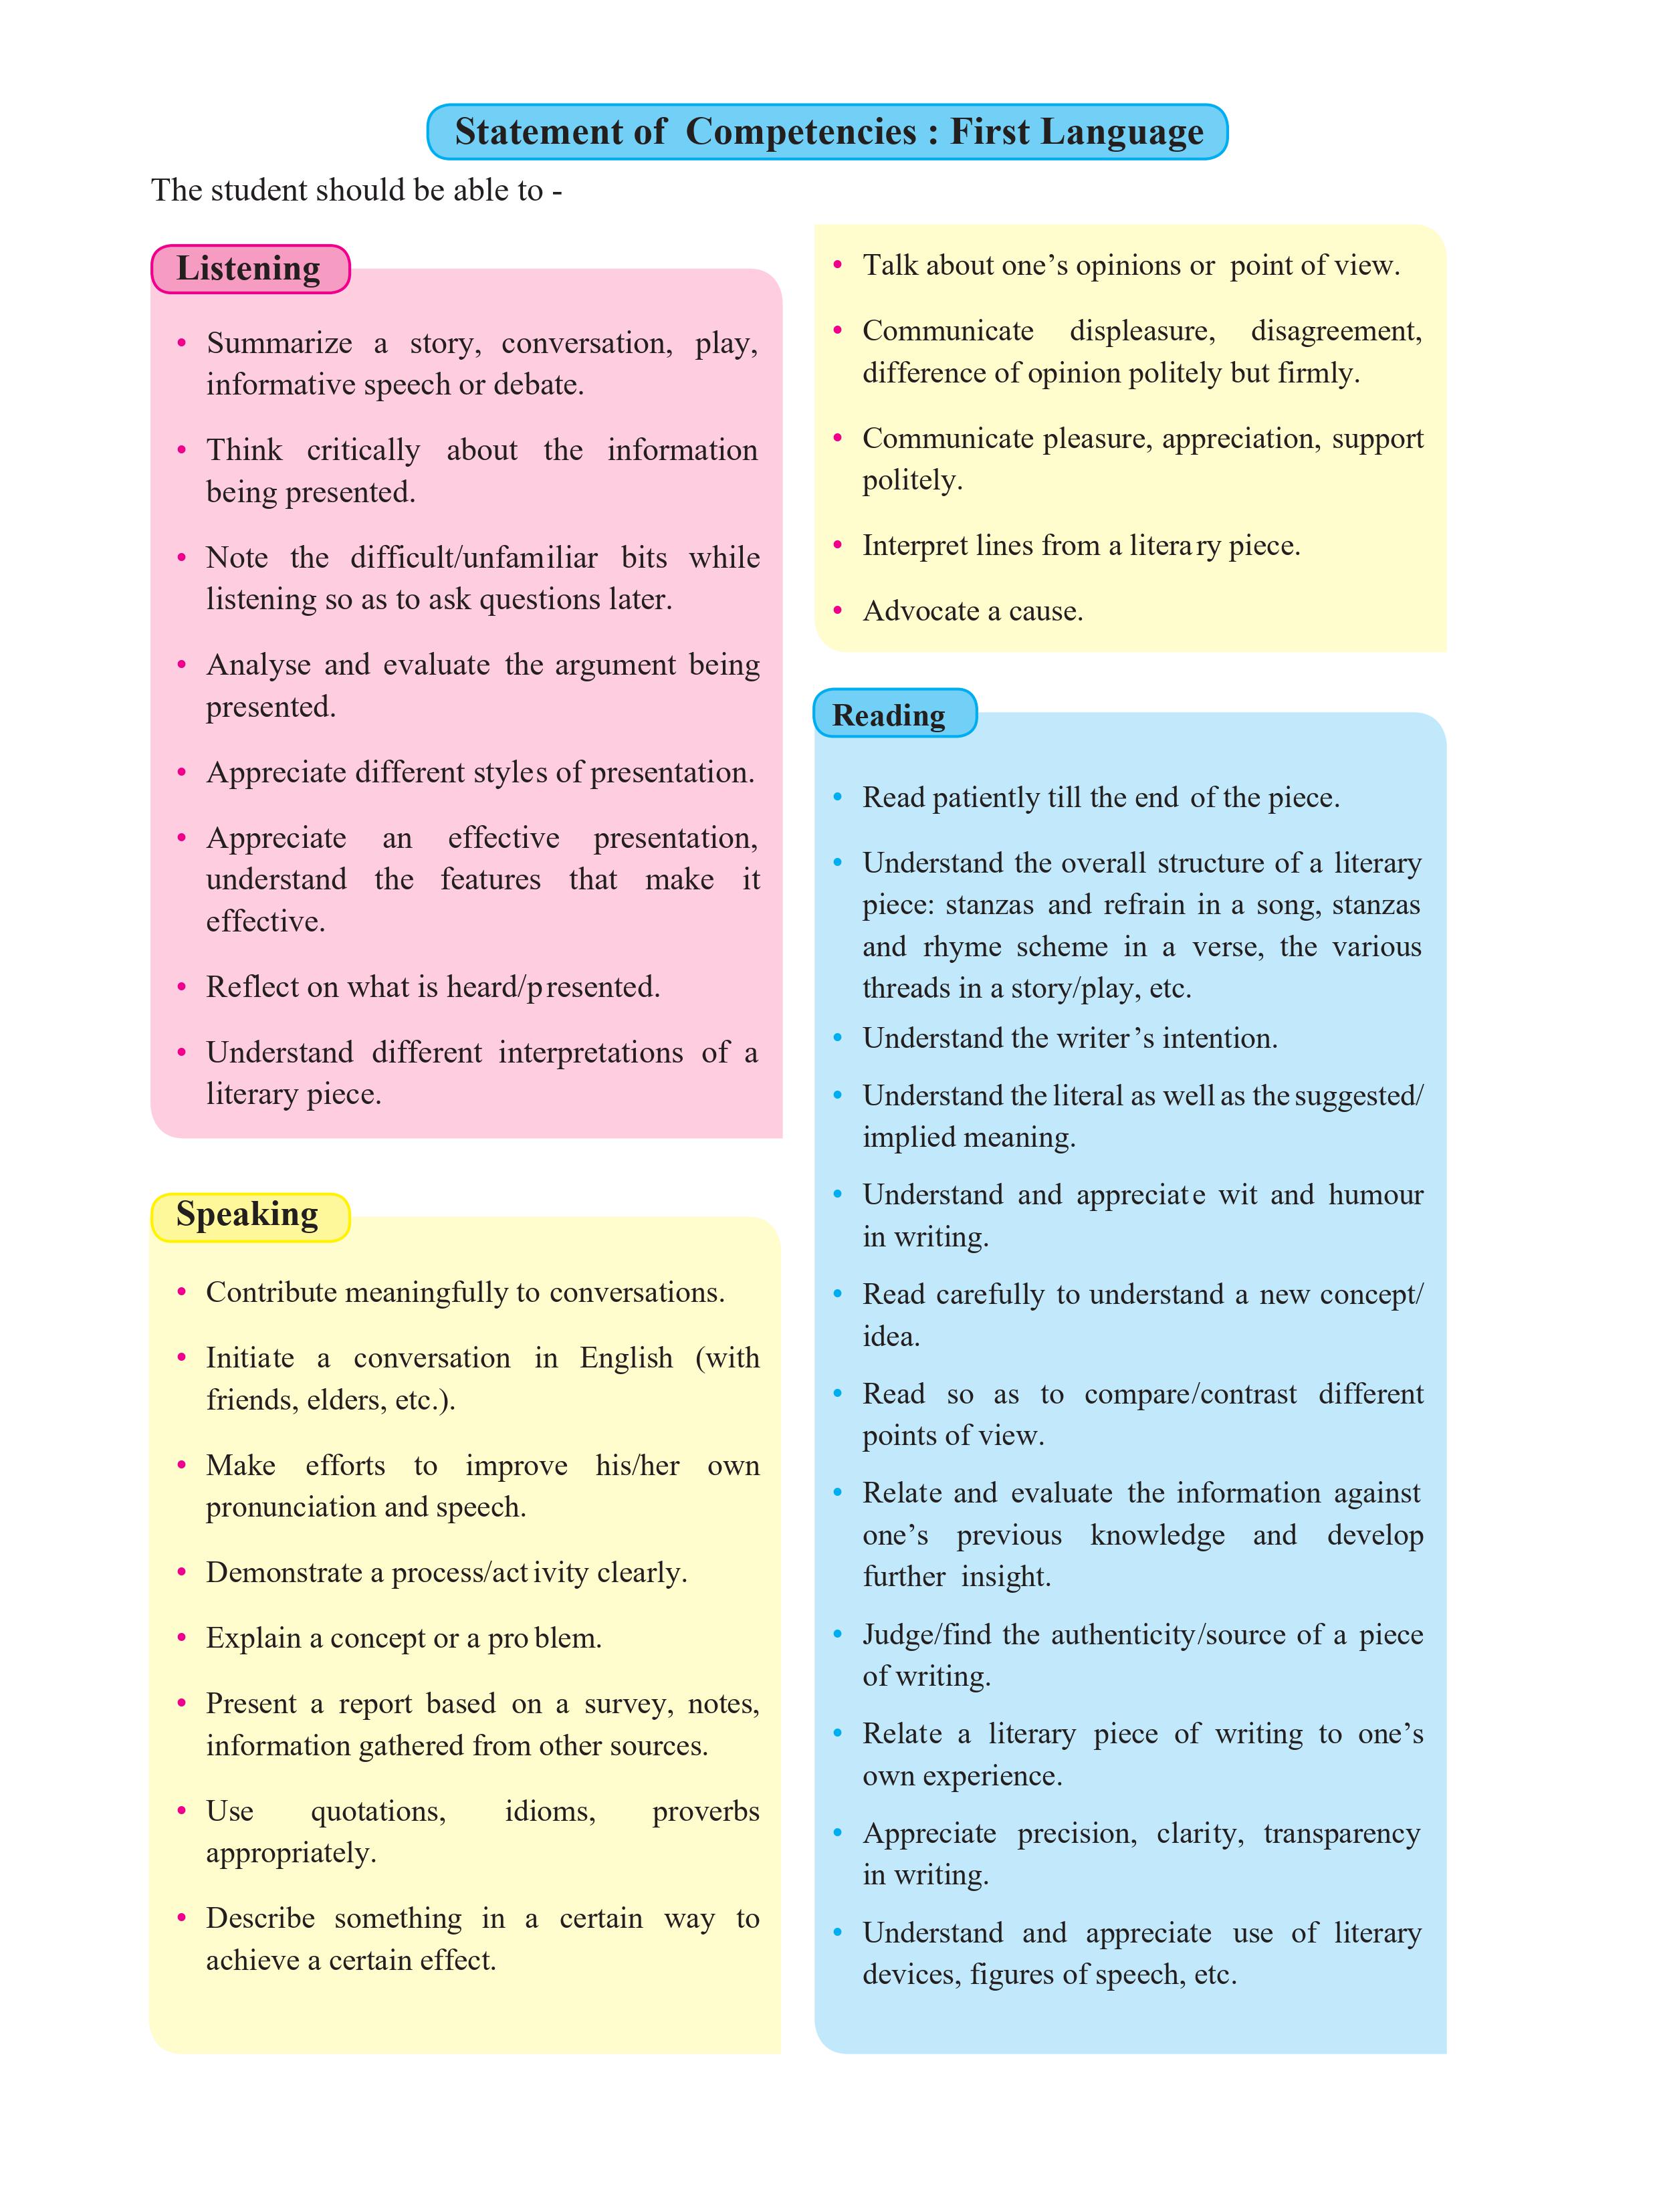 Statement of Competencies : First Language
The student should be able to -
Listening
• Summarize a story, conversation, play,
informative speech or debate.
• Think critically about the information
being presented.
• Note the difficult/unfamiliar bits while
listening so as to ask questions later.
• Analyse and evaluate the argument being
presented.
• Appreciate different styles of presentation.
• Appreciate an effective presentation,
understand the features that make it
effective.
• Reflect on what is heard/presented.
• Understand different interpretations of a
literary piece.
Speaking
• Contribute meaningfully to conversations.
• Initiate a conversation in English (with
friends, elders, etc.).
• Make efforts to improve his/her own
pronunciation and speech.
• Demonstrate a process/activity clearly.
• Explain a concept or a problem.
• Present a report based on a survey, notes,
information gathered from other sources.
• Use quotations, idioms, proverbs
appropriately.
• Describe something in a certain way to
achieve a certain effect.
• Talk about one’s opinions or point of view.
• Communicate displeasure, disagreement,
difference of opinion politely but firmly.
• Communicate pleasure, appreciation, support
politely.
• Interpret lines from a literary piece.
• Advocate a cause.
Reading
• Read patiently till the end of the piece.
• Understand the overall structure of a literary
piece: stanzas and refrain in a song, stanzas
and rhyme scheme in a verse, the various
threads in a story/play, etc.
• Understand the writer’s intention.
• Understand the literal as well as the suggested/
implied meaning.
• Understand and appreciate wit and humour
in writing.
• Read carefully to understand a new concept/
idea.
• Read so as to compare/contrast different
points of view.
• Relate and evaluate the information against
one’s previous knowledge and develop
further insight.
• Judge/find the authenticity/source of a piece
of writing.
• Relate a literary piece of writing to one’s
own experience.
• Appreciate precision, clarity, transparency
in writing.
• Understand and appreciate use of literary
devices, figures of speech, etc.